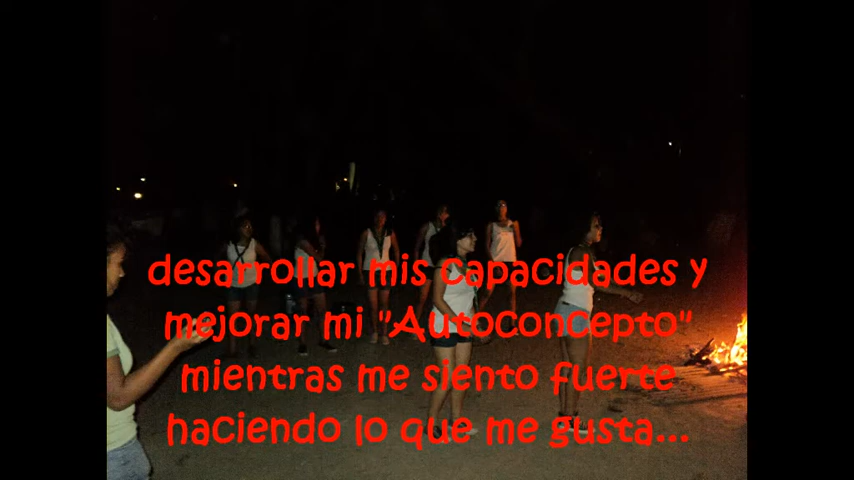 desarrollar mis capacidades y
mejorar mi "Autoconcepto"
mientras me siento fuerte
haciendo lo que me gusta...